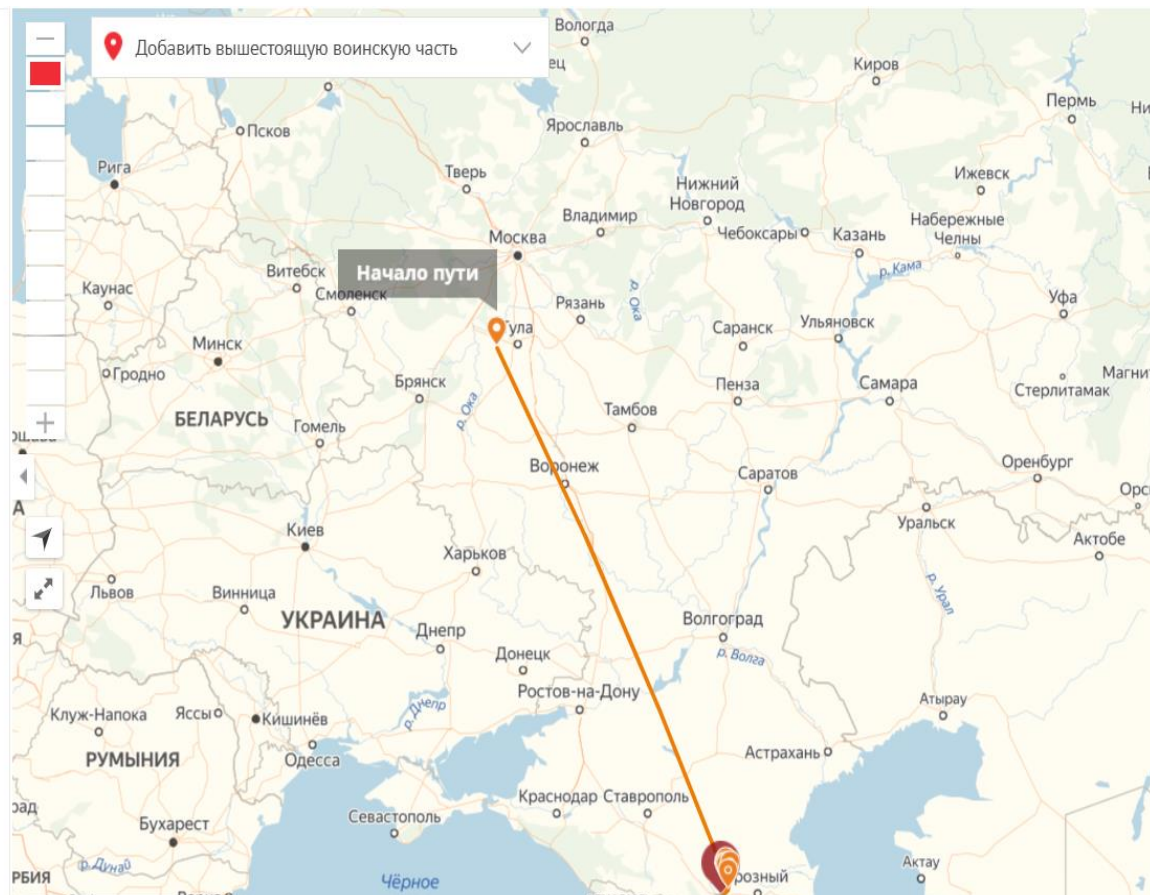 Добавить вышестоящую воинскую часть
Вологда
Киров
Пермь
Псков
Ярославль
Рига
Тверь
Ижевск
Нижний
Новгород
Владимир
Набережные
Челны
Чебоксары
Казань
Москва
Начало пути
р. Кама
Витебск
Каунас
Смоленск
Рязань
р. Ока
Уфа
Тула
Саранск
Ульяновск
Минск
Гродно
Брянск
Пенза
Самара
Стерлитамак
Магнит
р. Ока
Тамбов
БЕЛАРУСЬ
Гомель
Воронеж
Саратов
Оренбург
Орс
Уральск
Киев
Актобе
Харьков
Львов
Винница
р. Урал
УКРАИНА
Днепр
Волгоград
р. Волга
Донецк
Ростов-на-Дону
р. Днепр
Атырау
Клуж-Напока
Яссы
Кишинёв
РУМЫНИЯ
Одесса
Астрахань
Краснодар
Ставрополь
Севастополь
Бухарест
р. Дунай
Чёрное
розный
Актау
РБИЯ